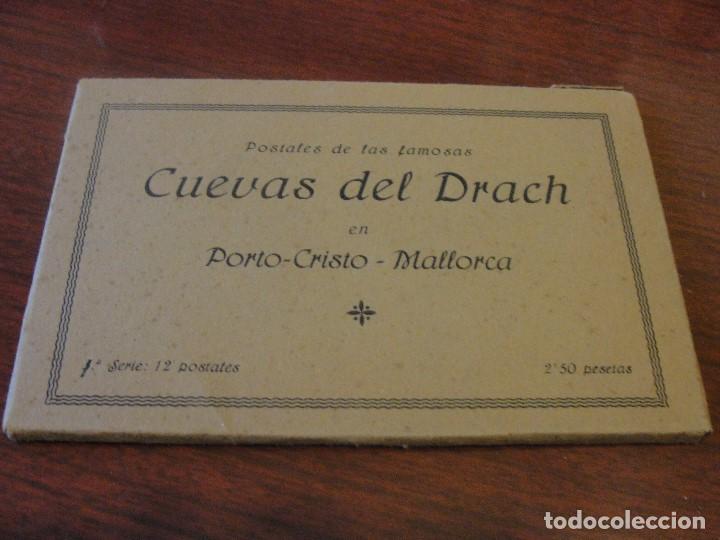 Postales de las famosas
Cuevas del Drach
en
Porto-Cristo - Mallorca
1.ª Serie: 12 postales
2'50 pesetas
todocoleccion